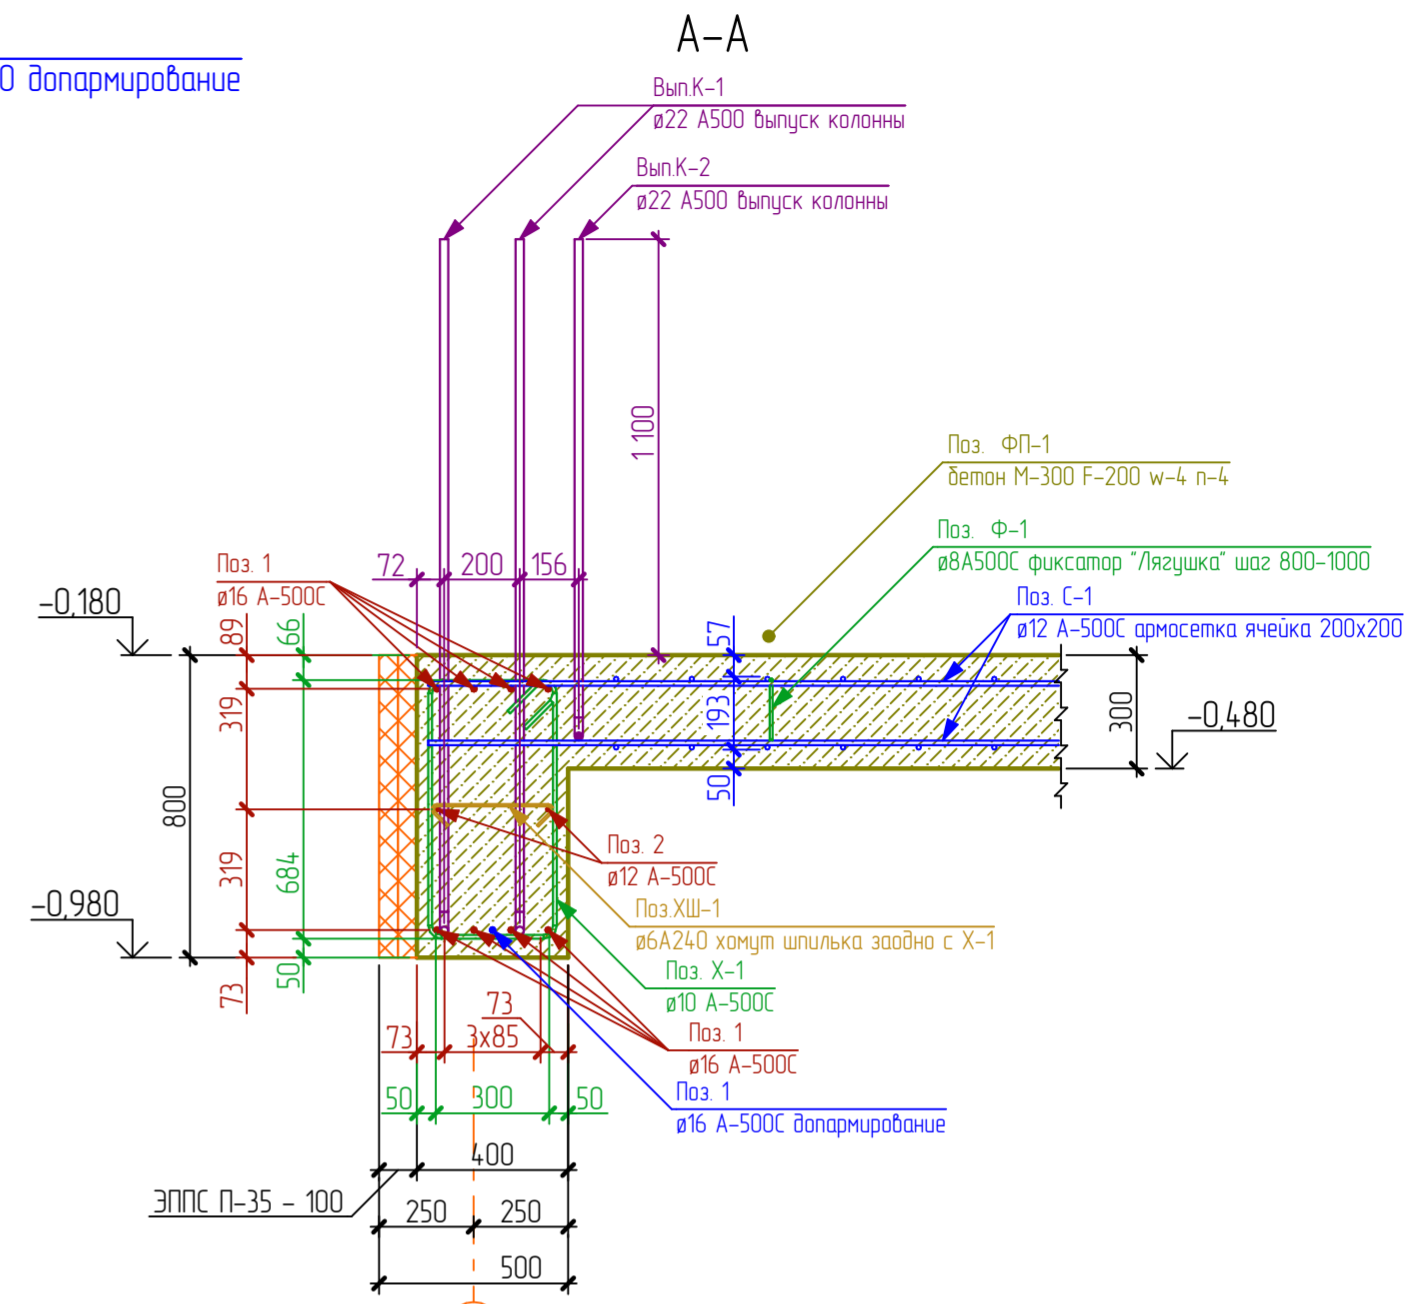 А-А
0 допармирование
Вып.К-1
ø22 А500 выпуск колонны
Вып.К-2
ø22 А500 выпуск колонны
1 100
Поз. ФП-1
бетон М-300 F-200 w-4 п-4
Поз. Ф-1
ø8А500С фиксатор "Лягушка" шаг 800-1000
Поз. С-1
ø12 А-500С армосетка ячейка 200х200
Поз. 1
ø16 А-500С
72 200 156
-0,180
89 66 57
319 193 300
-0,480
800
50
319 684
-0,980
73 50
Поз. 2
ø12 А-500С
Поз.ХШ-1
ø6А240 хомут шпилька заодно с Х-1
Поз. Х-1
ø10 А-500С
73
73 3х85
Поз. 1
ø16 А-500С
50 300 50
Поз. 1
ø16 А-500С допармирование
400
ЭППС П-35 - 100
250 250
500